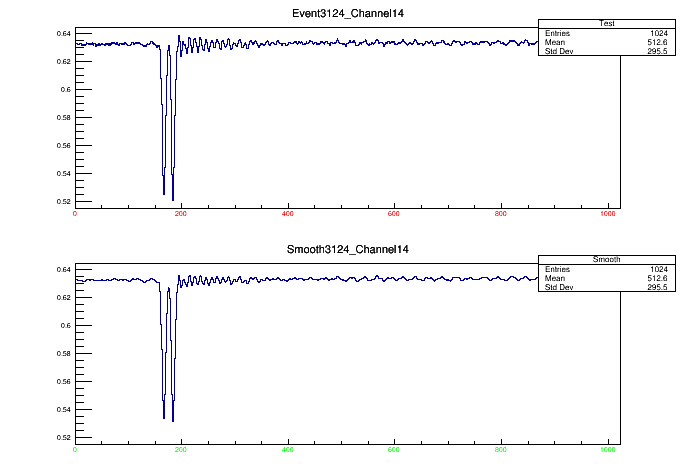 Event3124_Channel14
Test
Entries 1024
Mean 512.6
Std Dev 295.5
0.64
0.62
0.6
0.58
0.56
0.54
0.52
0 200 400 600 800 1000
Smooth3124_Channel14
Smooth
Entries 1024
Mean 512.6
Std Dev 295.5
0.64
0.62
0.6
0.58
0.56
0.54
0.52
0 200 400 600 800 1000